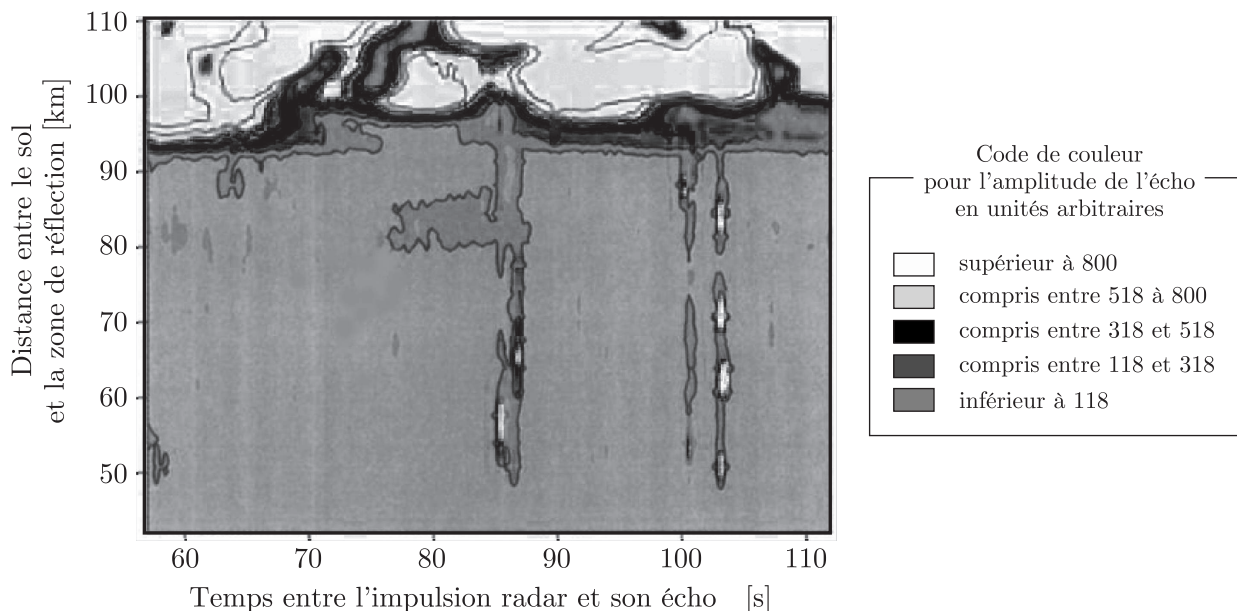 110
100
90
80
70
60
50
Distance entre le sol
et la zone de réflection [km]
60 70 80 90 100 110
Temps entre l'impulsion radar et son écho [s]
Code de couleur
pour l'amplitude de l'écho
en unités arbitraires
supérieur à 800
compris entre 518 à 800
compris entre 318 et 518
compris entre 118 et 318
inférieur à 118